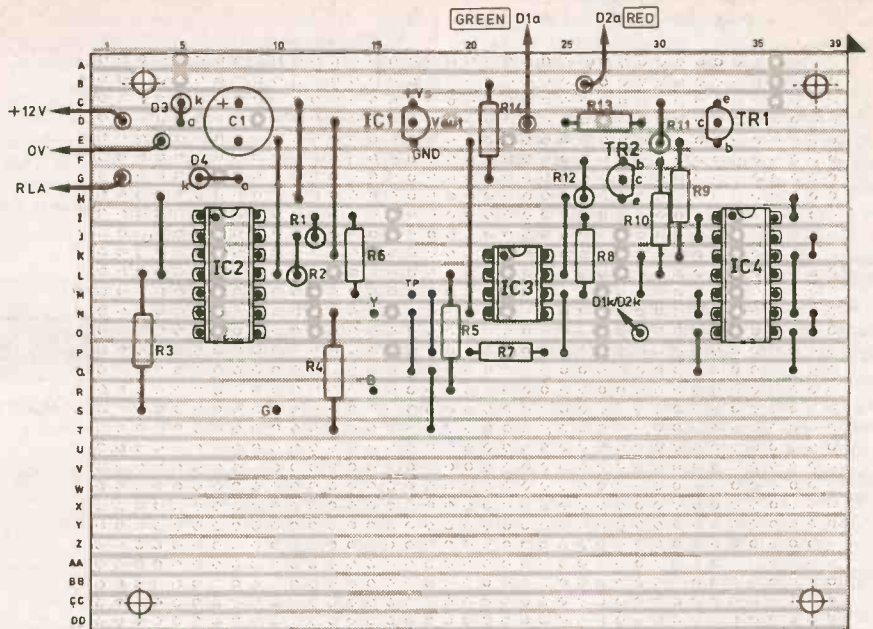 GREEN D1a D2a RED
1 5 10 15 20 25 30 35 39
A
B
C
D
E
F
G
H
I
J
K
L
M
N
O
P
Q
R
S
T
U
V
W
X
Y
Z
AA
BB
CC
DD
+12V
0V
RLA
D3 k
a
+
C1
D4
k a
IC1
+Vs
Vout
GND
R14
R13
R11
TR1
e
c
b
TR2
b
c
e
R12
R9
R10
R1
R2
IC2
R6
R8
IC3
IC4
TP
Y
R5
D1k/D2k
R3
R4
R7
G